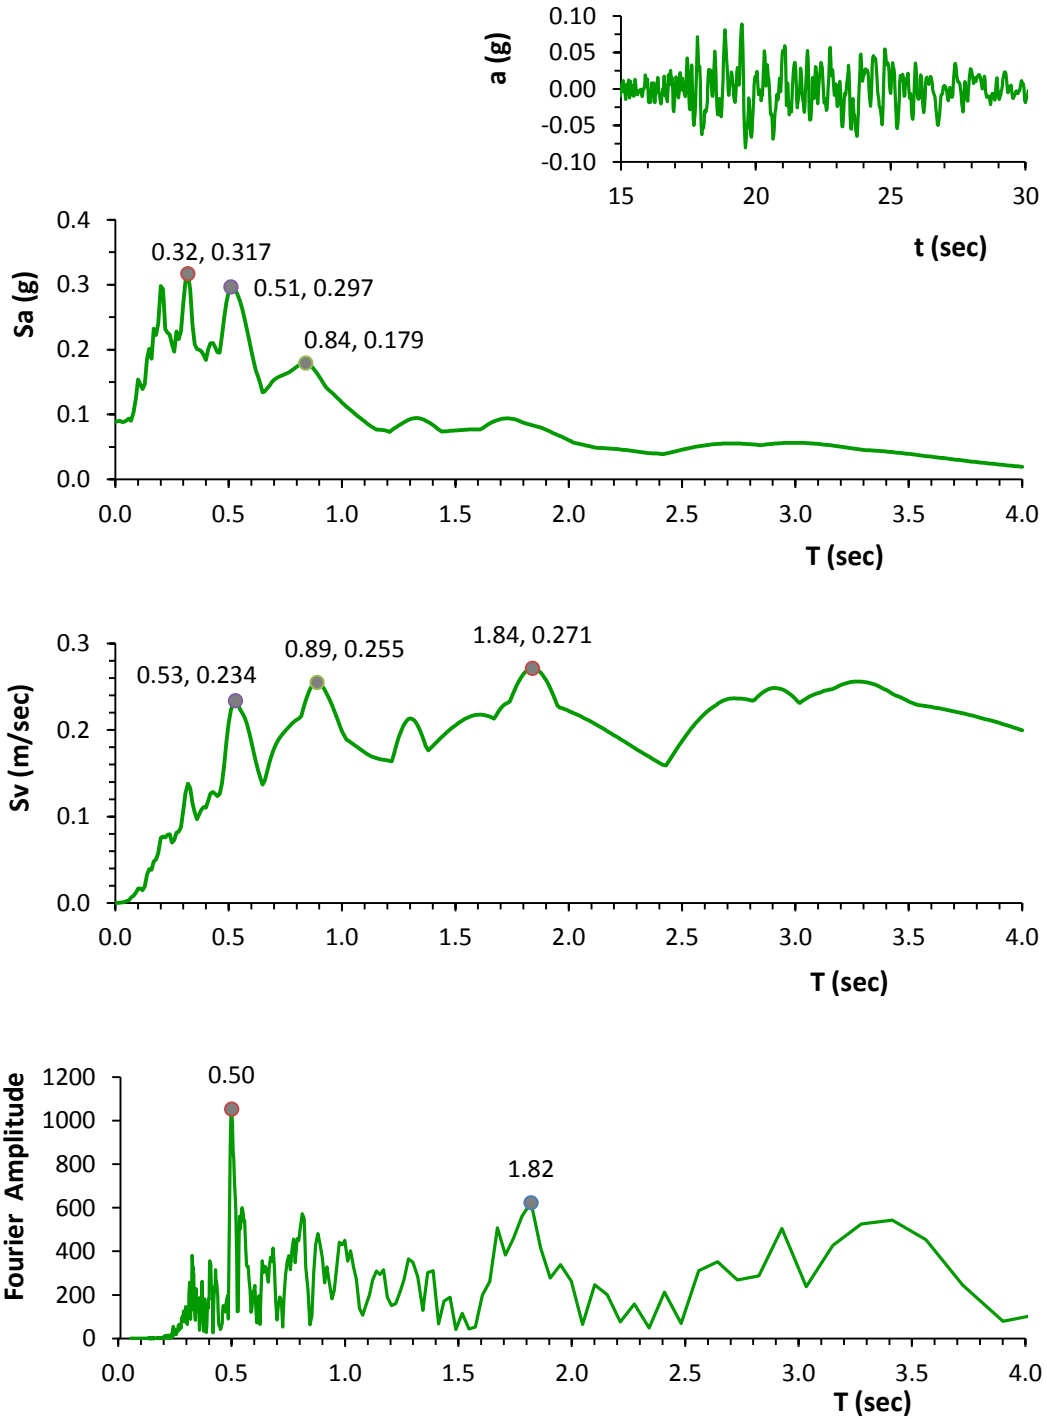 a (g)
0.10
0.05
0.00
-0.05
-0.10
15 20 25 30
t (sec)
Sa (g)
0.4
0.3
0.2
0.1
0.0
0.32, 0.317
0.51, 0.297
0.84, 0.179
0.0 0.5 1.0 1.5 2.0 2.5 3.0 3.5 4.0
T (sec)
Sv (m/sec)
0.3
0.2
0.1
0.0
0.53, 0.234
0.89, 0.255
1.84, 0.271
0.0 0.5 1.0 1.5 2.0 2.5 3.0 3.5 4.0
T (sec)
Fourier Amplitude
1200
1000
800
600
400
200
0
0.50
1.82
0.0 0.5 1.0 1.5 2.0 2.5 3.0 3.5 4.0
T (sec)